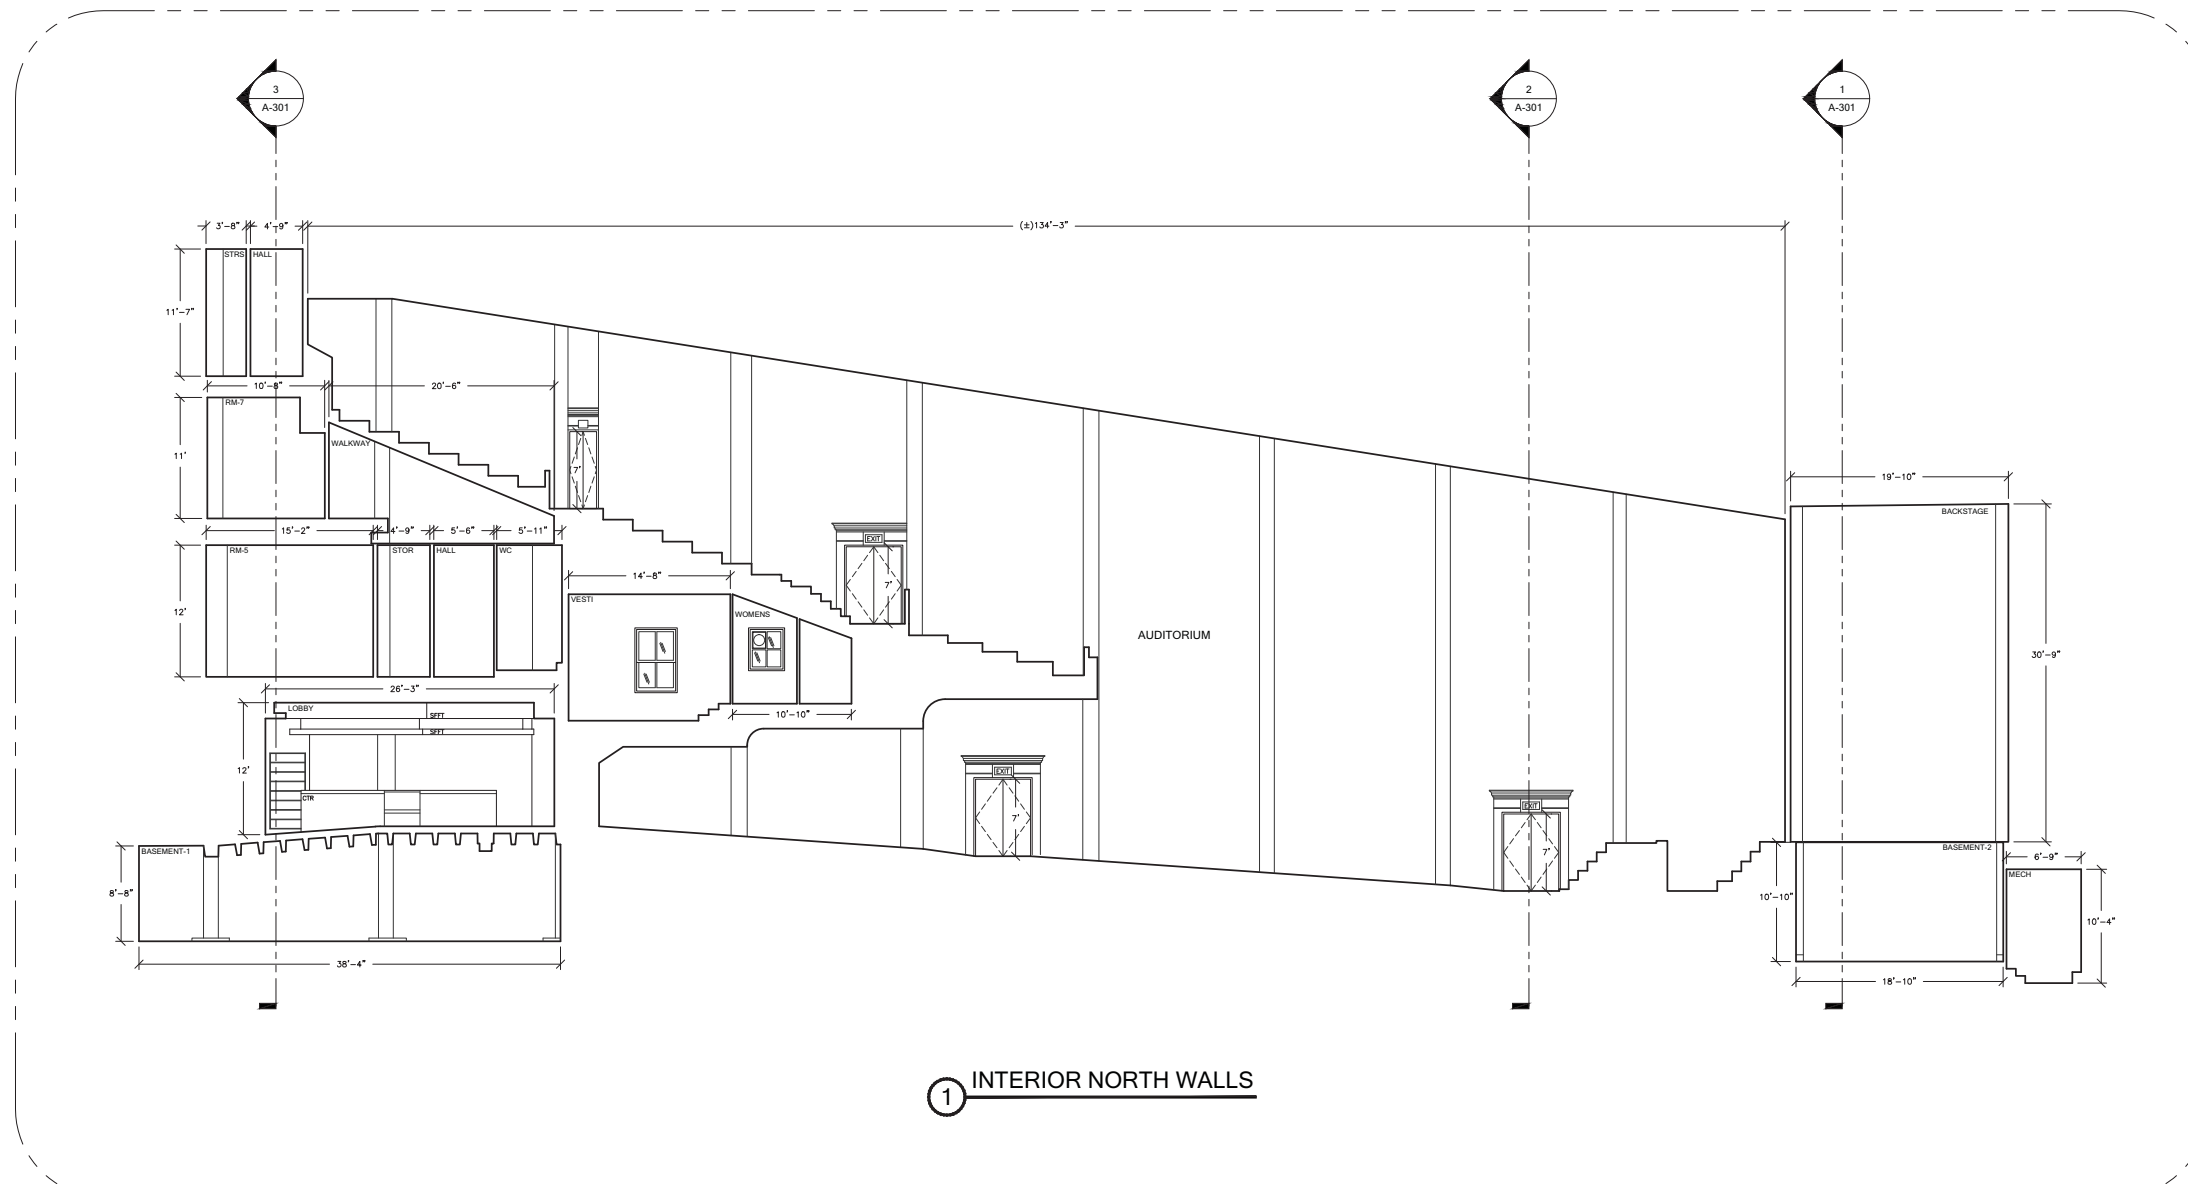 3
A-301
2
A-301
1
A-301
3'-8"
4'-9"
(±)134'-3"
STRS
HALL
11'-7"
10'-8"
20'-6"
RM-7
WALKWAY
11'
7'
19'-10"
BACKSTAGE
15'-2"
4'-9"
5'-6"
5'-11"
EXIT
RM-5
STOR
HALL
WC
14'-8"
7'
VESTI
WOMENS
12'
AUDITORIUM
30'-9"
26'-3"
LOBBY
SFFT
SFFT
10'-10"
12'
EXIT
CTR
EXIT
7'
7'
BASEMENT-1
BASEMENT-2
6'-9"
MECH
8'-8"
10'-10"
10'-4"
38'-4"
18'-10"
1 INTERIOR NORTH WALLS